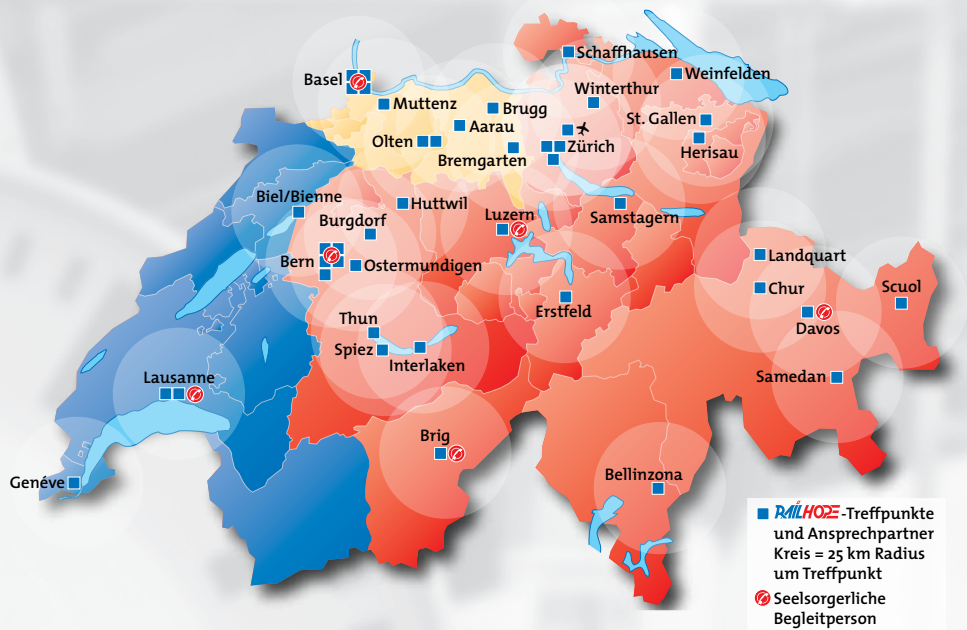 Schaffhausen
Basel
Weinfelden
Winterthur
Muttenz
Brugg
St. Gallen
Aarau
Olten
Zürich
Herisau
Bremgarten
Biel/Bienne
Huttwil
Luzern
Samstagern
Burgdorf
Bern
Ostermundigen
Landquart
Chur
Scuol
Erstfeld
Davos
Thun
Spiez
Interlaken
Lausanne
Samedan
Brig
Bellinzona
Genéve
RAILHOPE-Treffpunkte
und Ansprechpartner
Kreis = 25 km Radius
um Treffpunkt
Seelsorgerliche
Begleitperson